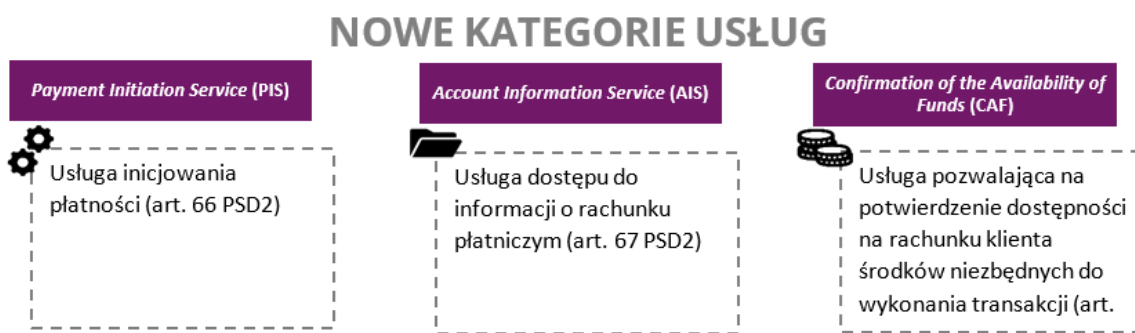 NOWE KATEGORIE USŁUG
Payment Initiation Service (PIS)
Usługa inicjowania
płatności (art. 66 PSD2)
Account Information Service (AIS)
Usługa dostępu do
informacji o rachunku
płatniczym (art. 67 PSD2)
Confirmation of the Availability of
Funds (CAF)
Usługa pozwalająca na
potwierdzenie dostępności
na rachunku klienta
środków niezbędnych do
wykonania transakcji (art.